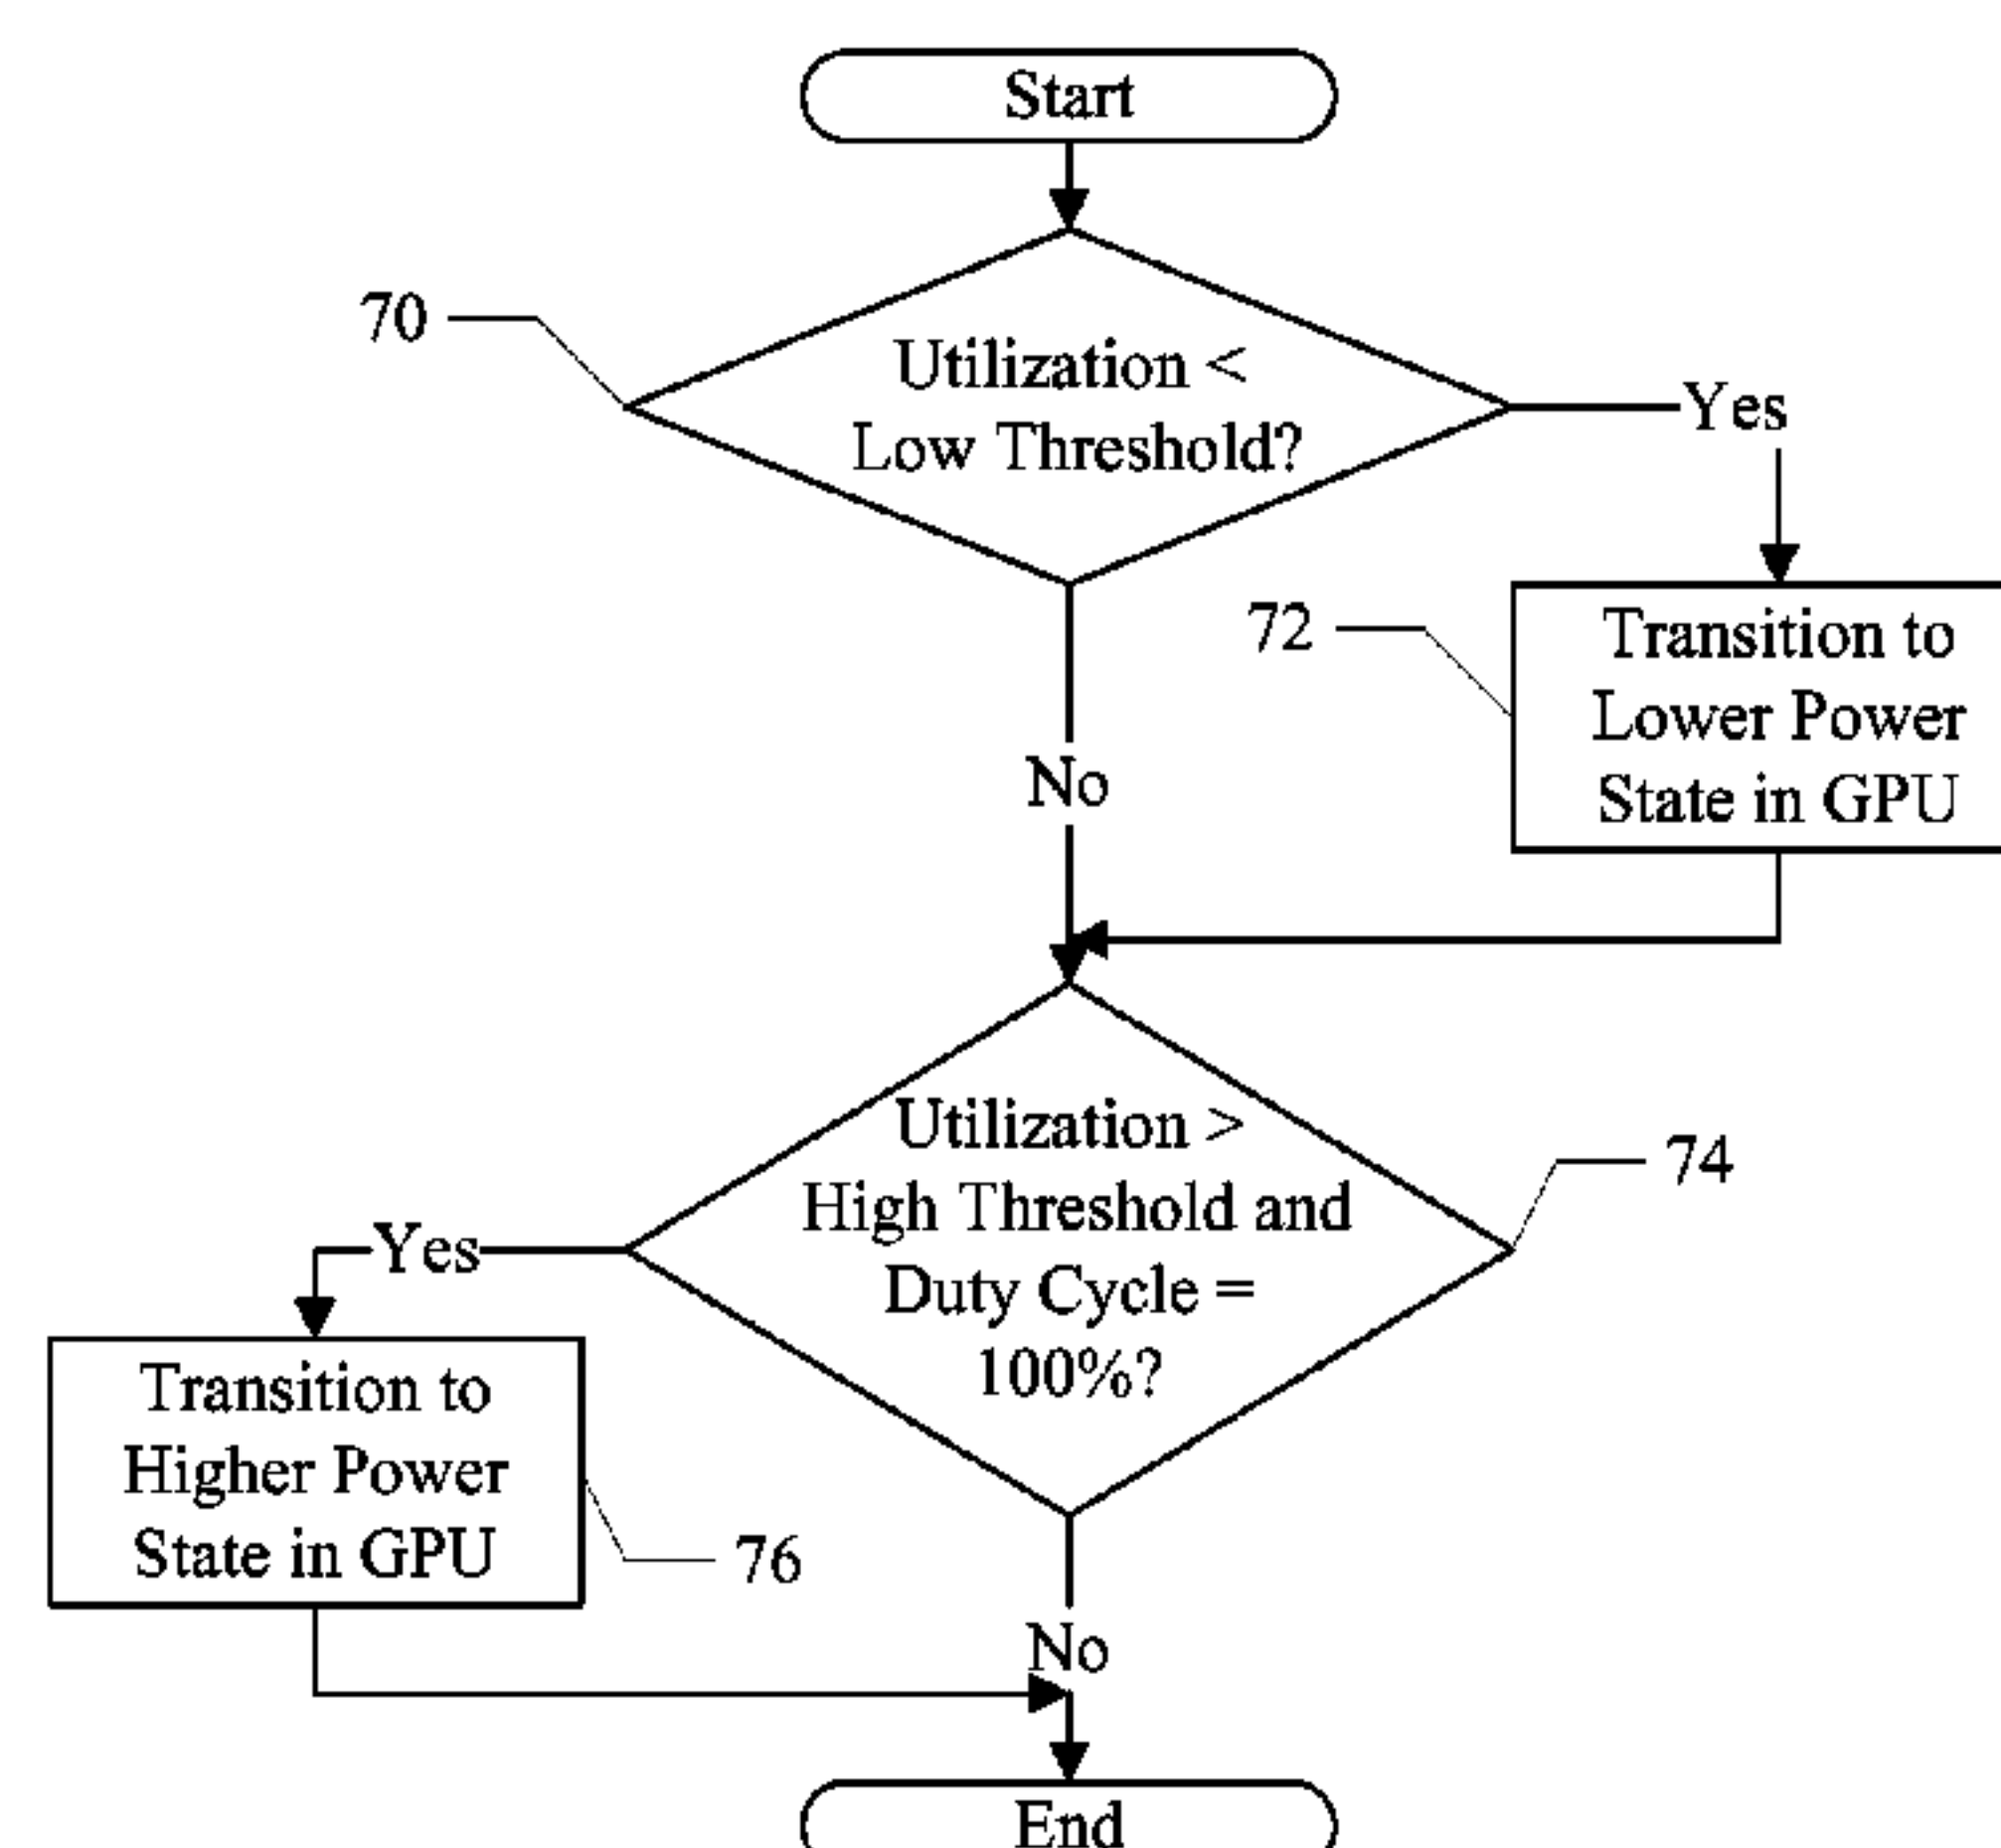 Start
70
Utilization <
Low Threshold?
Yes
72
Transition to
Lower Power
State in GPU
No
Utilization >
High Threshold and
Duty Cycle =
100%?
74
Yes
Transition to
Higher Power
State in GPU
76
No
End